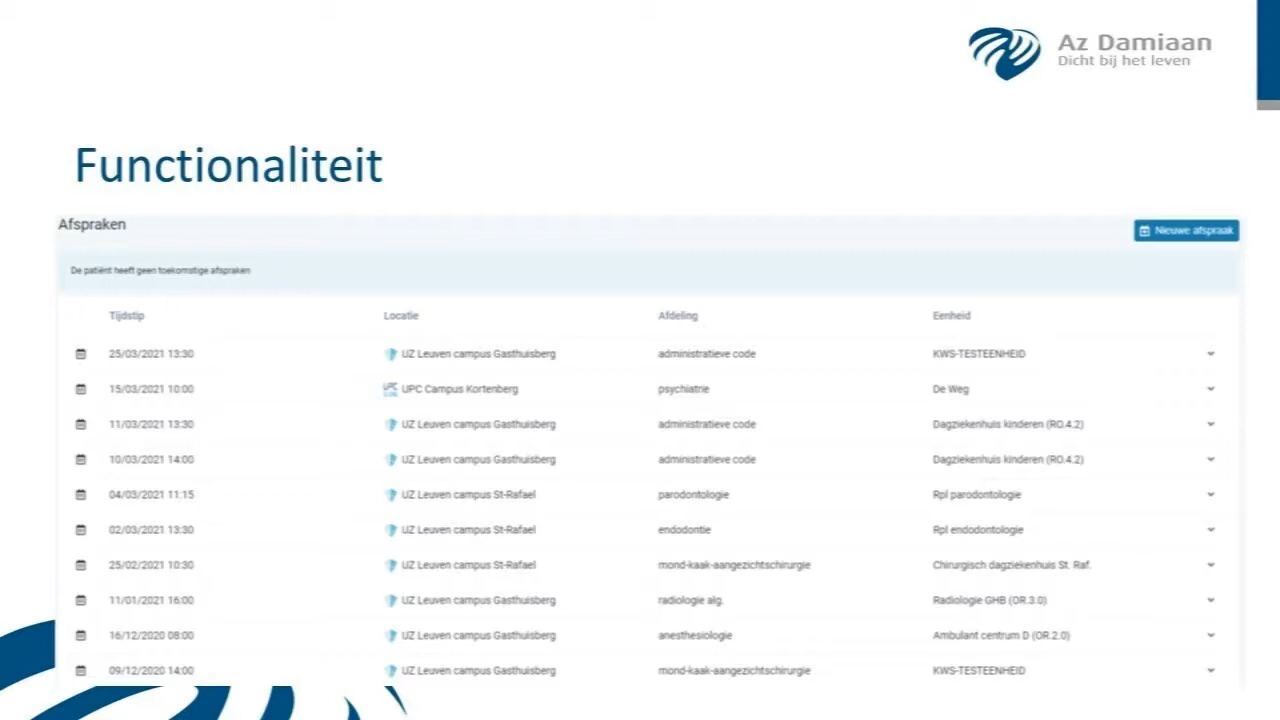 Az Damiaan
Dicht bij het leven
Functionaliteit
Afspraken
Nieuwe afspraak
De patiënt heeft geen toekomstige afspraken
Tijdstip Locatie Afdeling Eenheid
25/03/2021 13:30 UZ Leuven campus Gasthuisberg administratieve code KWS-TESTEENHEID
15/03/2021 10:00 UPC UPC Campus Kortenberg psychiatrie De Weg
11/03/2021 13:30 UZ Leuven campus Gasthuisberg administratieve code Dagziekenhuis kinderen (RO.4.2)
10/03/2021 14:00 UZ Leuven campus Gasthuisberg administratieve code Dagziekenhuis kinderen (RO.4.2)
04/03/2021 11:15 UZ Leuven campus St-Rafael parodontologie Rpl parodontologie
02/03/2021 13:30 UZ Leuven campus St-Rafael endodontie Rpl endodontologie
25/02/2021 10:30 UZ Leuven campus St-Rafael mond-kaak-aangezichtschirurgie Chirurgisch dagziekenhuis St. Raf.
11/01/2021 16:00 UZ Leuven campus Gasthuisberg radiologie alg. Radiologie GHB (OR.3.0)
16/12/2020 08:00 UZ Leuven campus Gasthuisberg anesthesiologie Ambulant centrum D (OR.2.0)
09/12/2020 14:00 UZ Leuven campus Gasthuisberg mond-kaak-aangezichtschirurgie KWS-TESTEENHEID